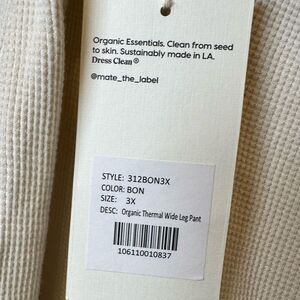 Organic Essentials. Clean from seed
to skin. Sustainably made in LA.
Dress Clean®
@mate_the_label
STYLE: 312BON3X
COLOR: BON
SIZE: 3X
DESC: Organic Thermal Wide Leg Pant
106110010837